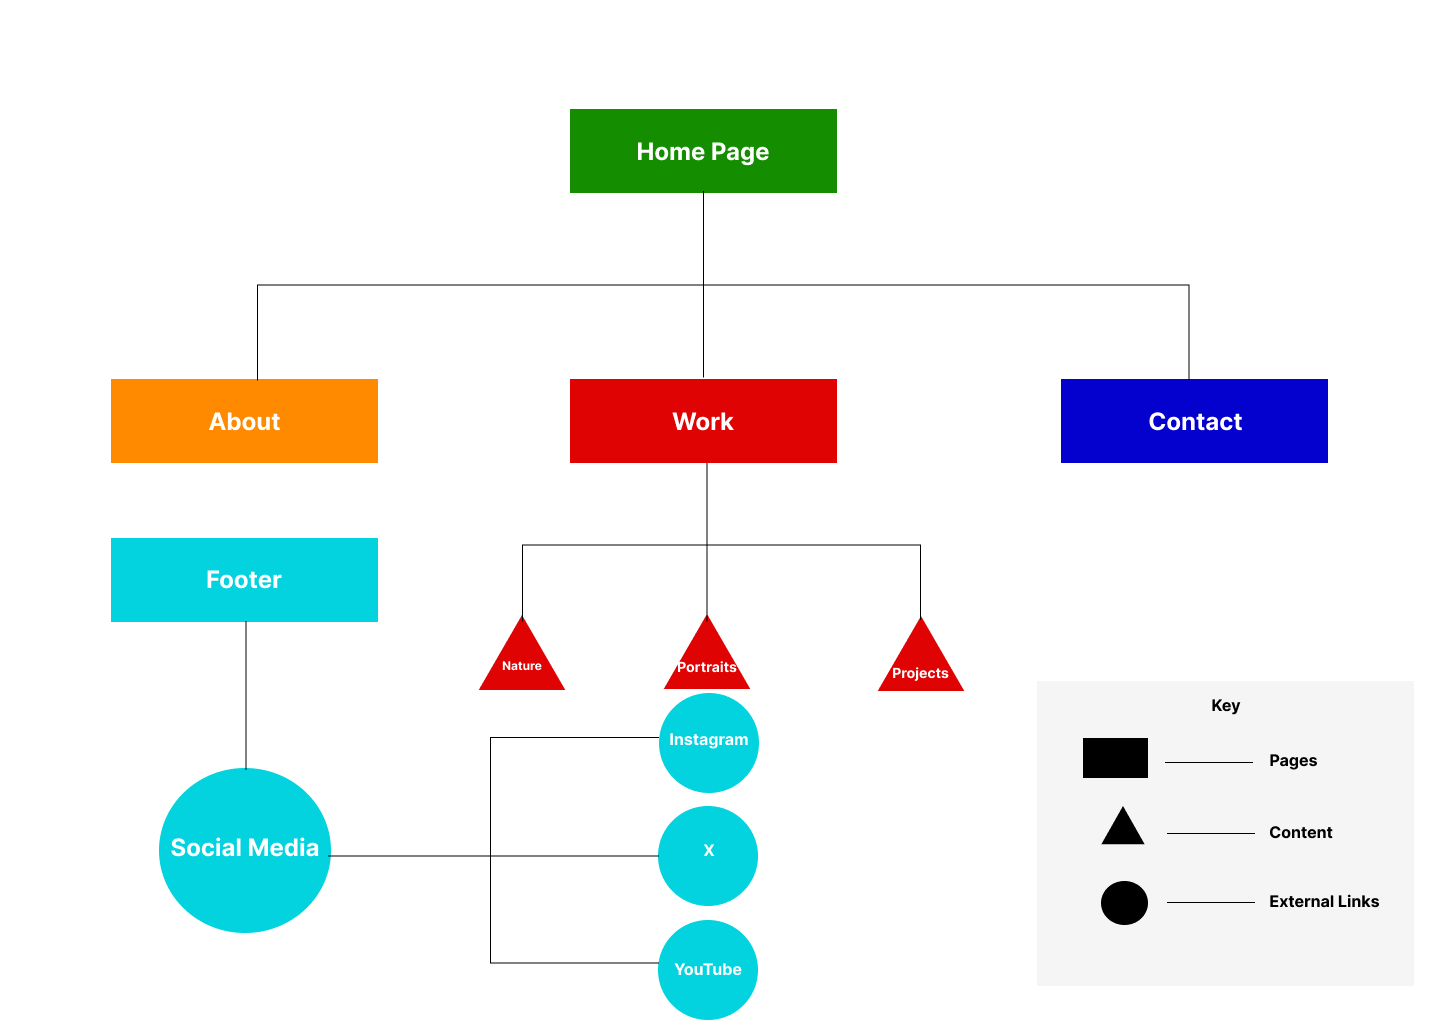 Home Page
About
Work
Contact
Footer
Nature
Portraits
Projects
Social Media
Instagram
X
YouTube
Key
Pages
Content
External Links